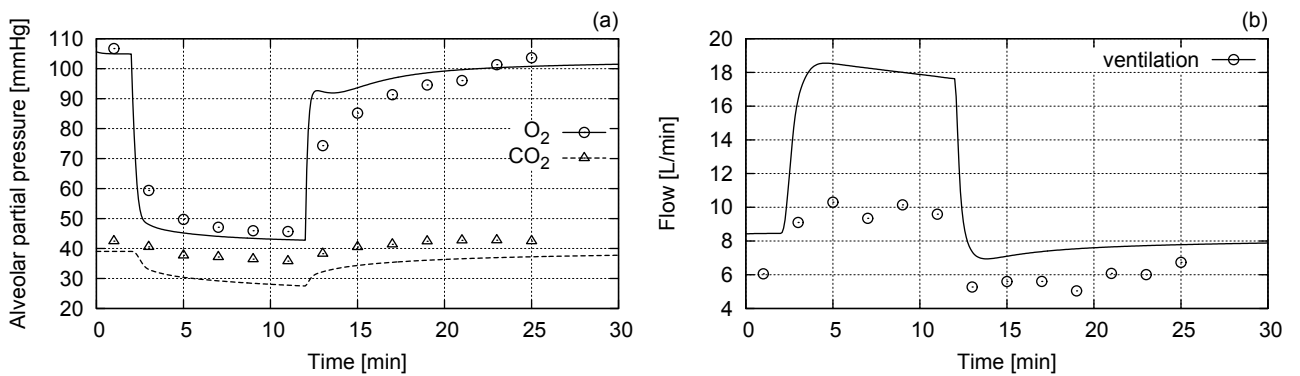 (a)
Alveolar partial pressure [mmHg]
110
100
90
80
70
60
50
40
30
20
O2
CO2
0 5 10 15 20 25 30
Time [min]
(b)
Flow [L/min]
20
18
16
14
12
10
8
6
4
ventilation
0 5 10 15 20 25 30
Time [min]